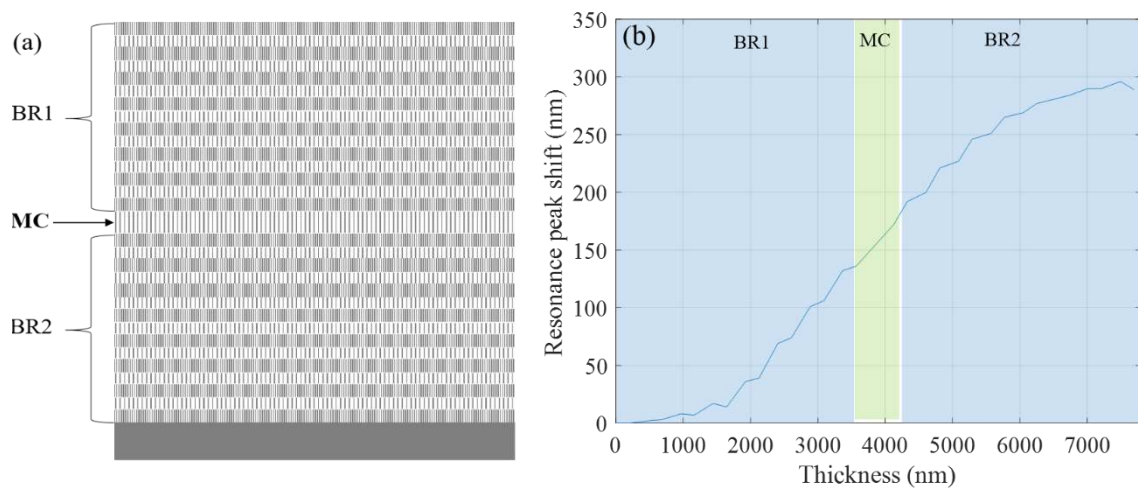 (a)
BR1
MC
BR2
(b)
BR1
MC
BR2
Resonance peak shift (nm)
350
300
250
200
150
100
50
0
0 1000 2000 3000 4000 5000 6000 7000
Thickness (nm)